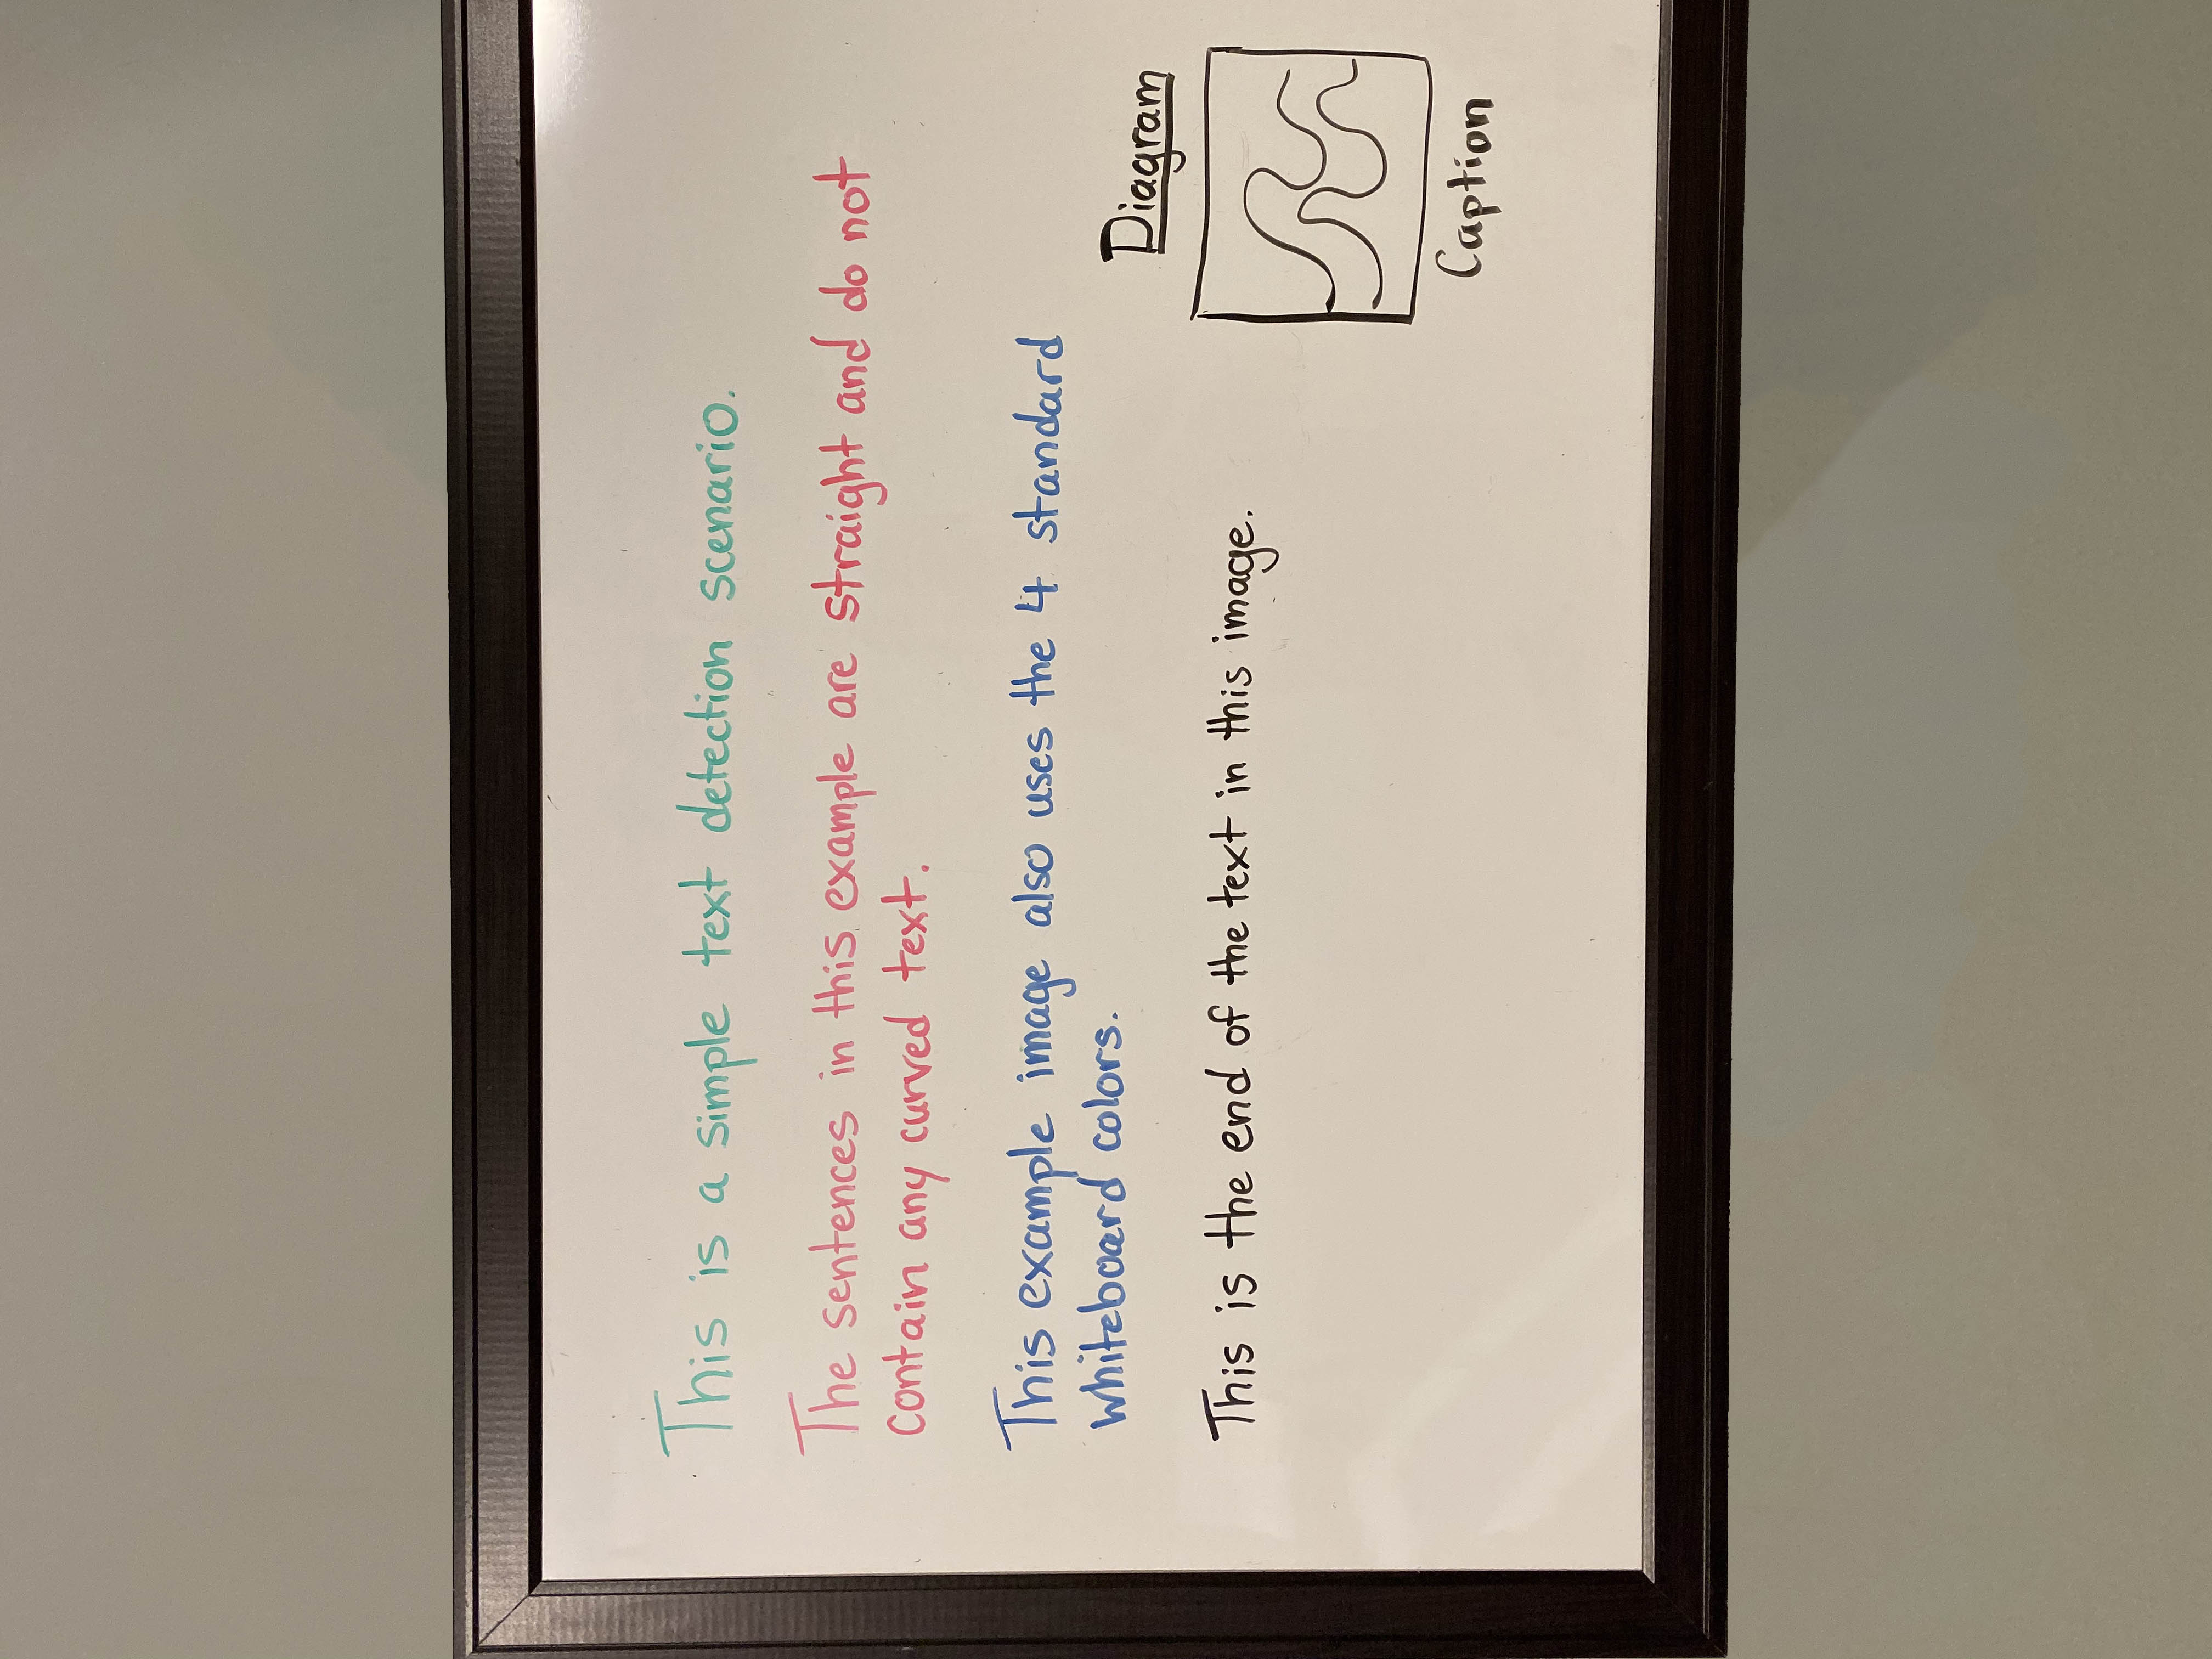 This is a simple text detection scenario.
The sentences in this example are straight and do not
contain any curved text.
This example image also uses the 4 standard
whiteboard colors.
This is the end of the text in this image.
Diagram
Caption